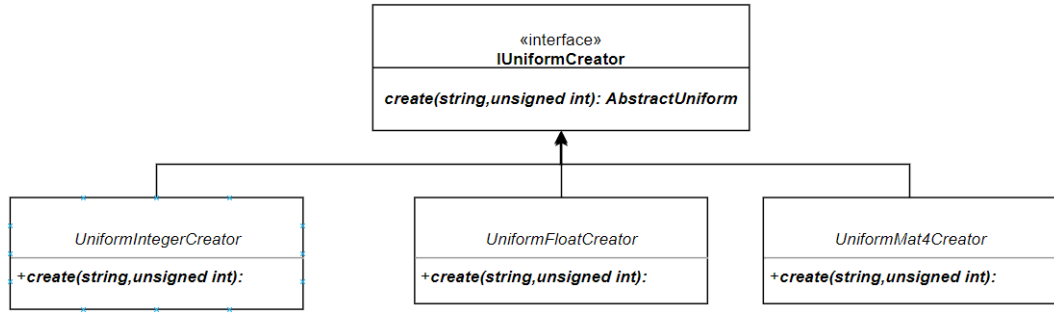 «interface»
IUniformCreator
create(string,unsigned int): AbstractUniform
UniformIntegerCreator
+create(string,unsigned int):
UniformFloatCreator
+create(string,unsigned int):
UniformMat4Creator
+create(string,unsigned int):